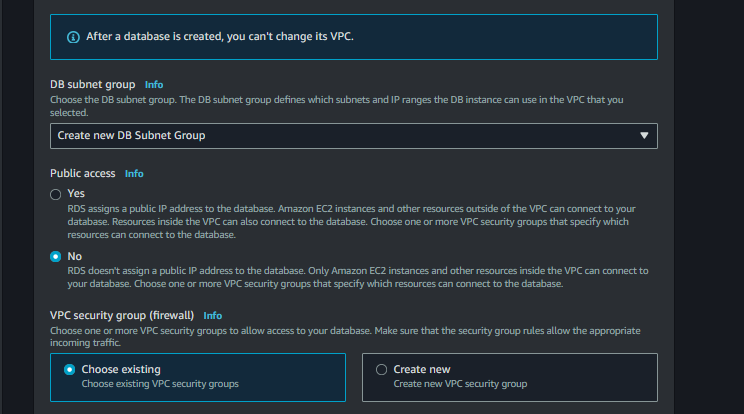 After a database is created, you can't change its VPC.
DB subnet group Info
Choose the DB subnet group. The DB subnet group defines which subnets and IP ranges the DB instance can use in the VPC that you
selected.
Create new DB Subnet Group
Public access Info
Yes
RDS assigns a public IP address to the database. Amazon EC2 instances and other resources outside of the VPC can connect to your
database. Resources inside the VPC can also connect to the database. Choose one or more VPC security groups that specify which
resources can connect to the database.
No
RDS doesn't assign a public IP address to the database. Only Amazon EC2 instances and other resources inside the VPC can connect to
your database. Choose one or more VPC security groups that specify which resources can connect to the database.
VPC security group (firewall) Info
Choose one or more VPC security groups to allow access to your database. Make sure that the security group rules allow the appropriate
incoming traffic.
Choose existing
Choose existing VPC security groups
Create new
Create new VPC security group